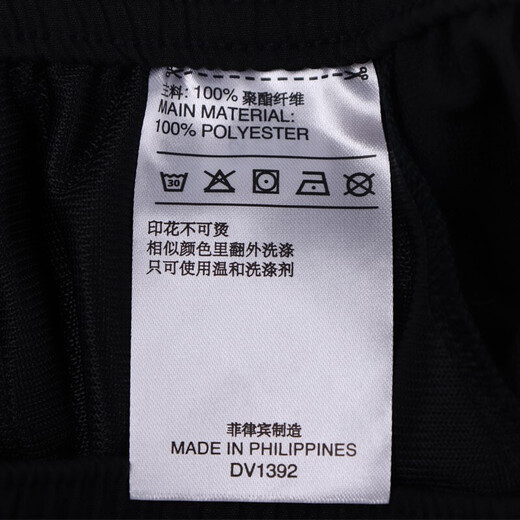 主料: 100% 聚酯纤维
MAIN MATERIAL:
100% POLYESTER
30
印花不可烫
相似颜色里翻外洗涤
只可使用温和洗涤剂
菲律宾制造
MADE IN PHILIPPINES
DV1392